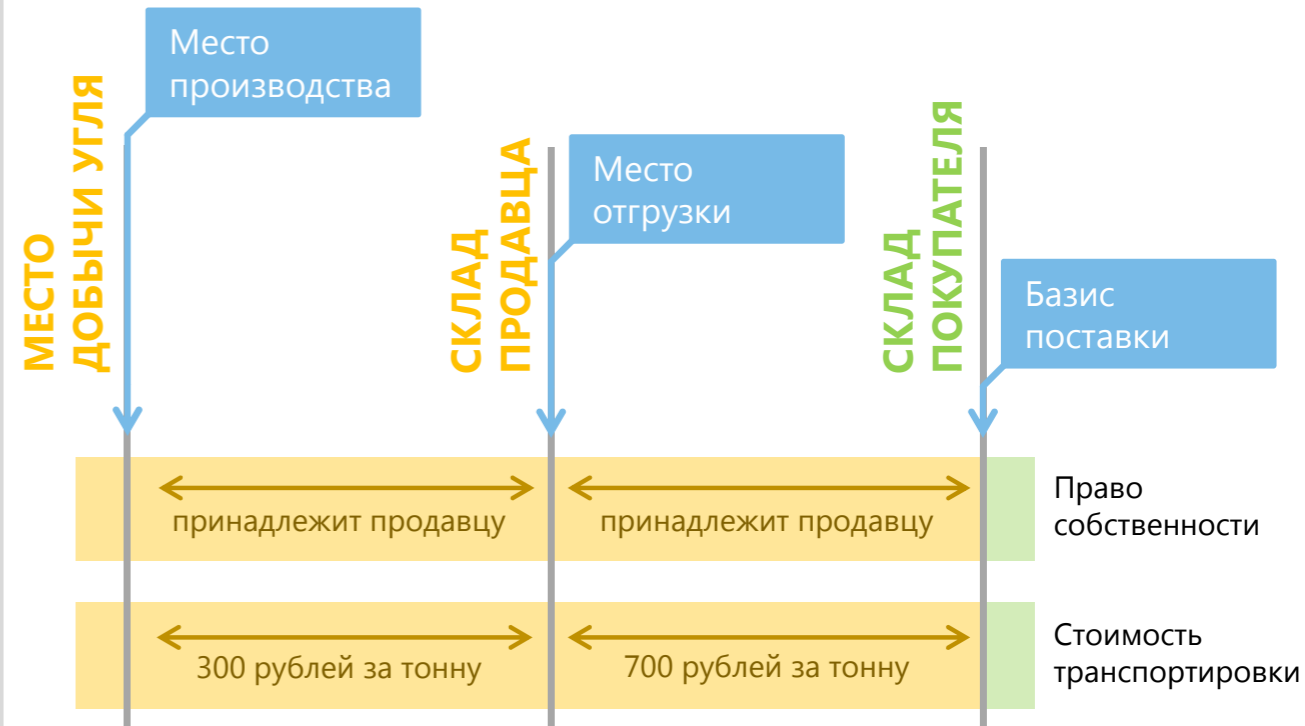 Место
производства
МЕСТО
ДОБЫЧИ УГЛЯ
Место
отгрузки
СКЛАД
ПРОДАВЦА
Базис
поставки
СКЛАД
ПОКУПАТЕЛЯ
принадлежит продавцу
принадлежит продавцу
Право
собственности
300 рублей за тонну
700 рублей за тонну
Стоимость
транспортировки